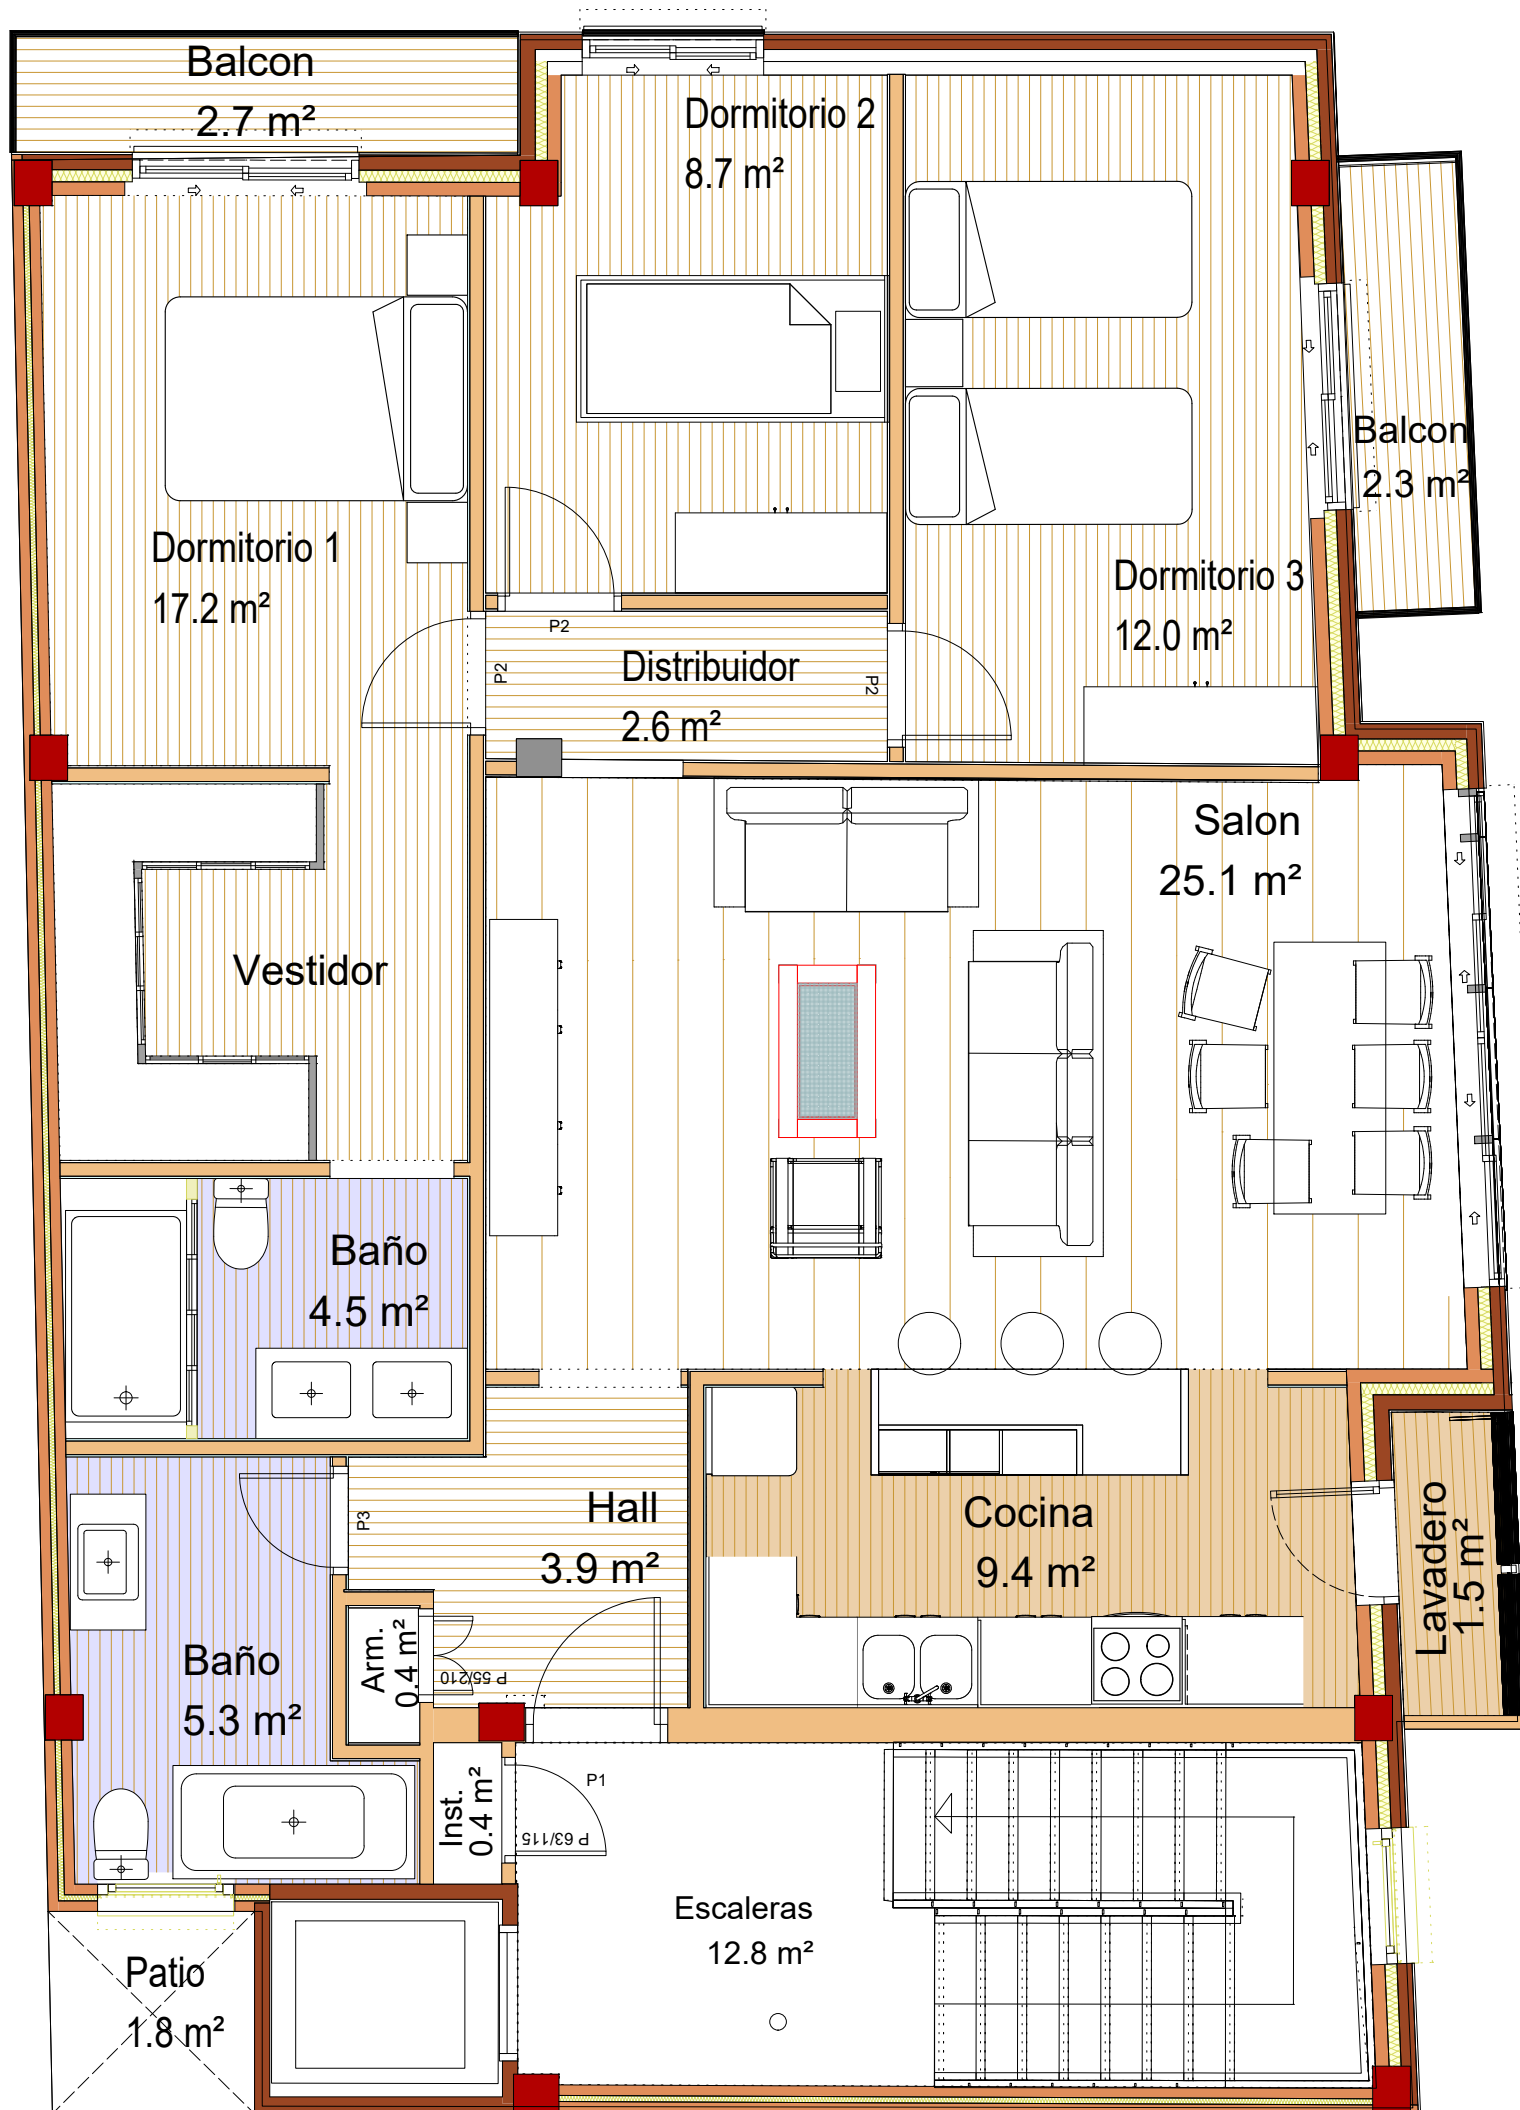 Balcon
2.7 m²
Dormitorio 2
8.7 m²
Balcon
2.3 m²
Dormitorio 1
17.2 m²
Dormitorio 3
12.0 m²
P2
P2
P2
Distribuidor
2.6 m²
Salon
25.1 m²
Vestidor
Baño
4.5 m²
Hall
3.9 m²
P3
Cocina
9.4 m²
Lavadero
1.5 m²
Baño
5.3 m²
Arm.
0.4 m²
P 55/210
Inst.
0.4 m²
P1
P 63/115
Escaleras
12.8 m²
Patio
1.8 m²